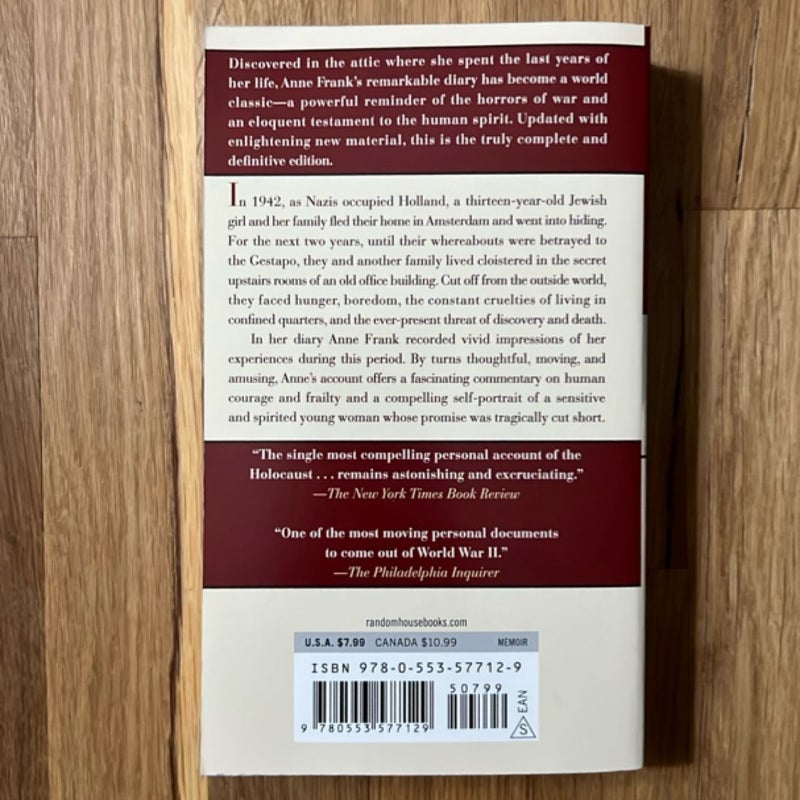 Discovered in the attic where she spent the last years of
her life, Anne Frank's remarkable diary has become a world
classic—a powerful reminder of the horrors of war and
an eloquent testament to the human spirit. Updated with
enlightening new material, this is the truly complete and
definitive edition.
In 1942, as Nazis occupied Holland, a thirteen-year-old Jewish
girl and her family fled their home in Amsterdam and went into hiding.
For the next two years, until their whereabouts were betrayed to
the Gestapo, they and another family lived cloistered in the secret
upstairs rooms of an old office building. Cut off from the outside world,
they faced hunger, boredom, the constant cruelties of living in
confined quarters, and the ever-present threat of discovery and death.
In her diary Anne Frank recorded vivid impressions of her
experiences during this period. By turns thoughtful, moving, and
amusing, Anne's account offers a fascinating commentary on human
courage and frailty and a compelling self-portrait of a sensitive
and spirited young woman whose promise was tragically cut short.
“The single most compelling personal account of the
Holocaust . . . remains astonishing and excruciating.”
—The New York Times Book Review
“One of the most moving personal documents
to come out of World War II.”
—The Philadelphia Inquirer
randomhousebooks.com
U.S.A. $7.99 CANADA $10.99 MEMOIR
ISBN 978-0-553-57712-9
50799
9 780553 577129
S EAN